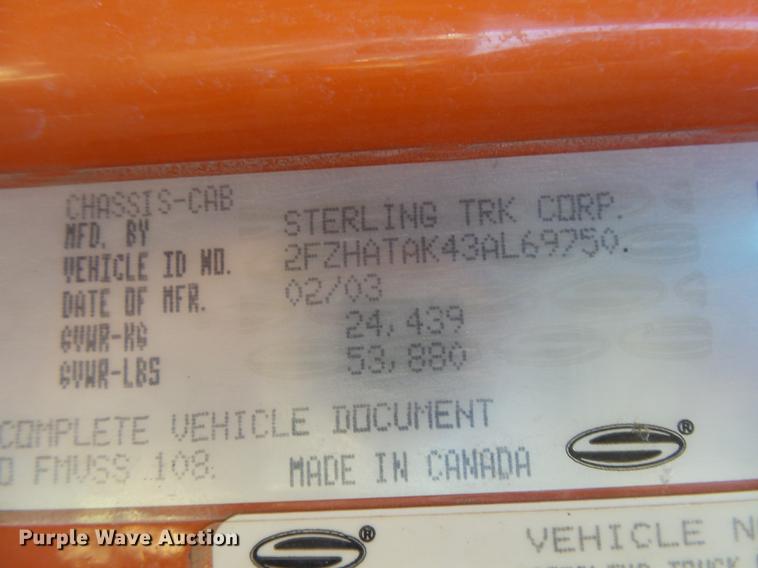 CHASSIS-CAB
MFD. BY STERLING TRK CORP.
VEHICLE ID NO. 2FZHATAK43AL69750.
DATE OF MFR. 02/03
GVWR-KG 24,439
GVWR-LBS 53,880
COMPLETE VEHICLE DOCUMENT
FMVSS 108. MADE IN CANADA
®
® VEHICLE
TRUCK
Purple Wave Auction